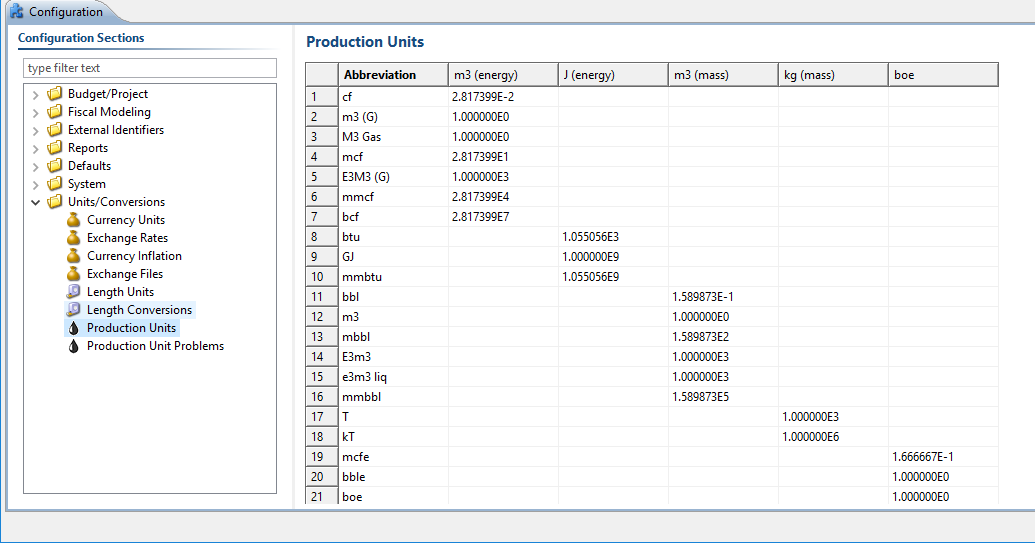 Configuration
Configuration Sections
type filter text
Budget/Project
Fiscal Modeling
External Identifiers
Reports
Defaults
System
Units/Conversions
Currency Units
Exchange Rates
Currency Inflation
Exchange Files
Length Units
Length Conversions
Production Units
Production Unit Problems
Production Units
Abbreviation m3 (energy) J (energy) m3 (mass) kg (mass) boe
1 cf 2.817399E-2
2 m3 (G) 1.000000E0
3 M3 Gas 1.000000E0
4 mcf 2.817399E1
5 E3M3 (G) 1.000000E3
6 mmcf 2.817399E4
7 bcf 2.817399E7
8 btu 1.055056E3
9 GJ 1.000000E9
10 mmbtu 1.055056E9
11 bbl 1.589873E-1
12 m3 1.000000E0
13 mbbl 1.589873E2
14 E3m3 1.000000E3
15 e3m3 liq 1.000000E3
16 mmbbl 1.589873E5
17 T 1.000000E3
18 kT 1.000000E6
19 mcfe 1.666667E-1
20 bble 1.000000E0
21 boe 1.000000E0